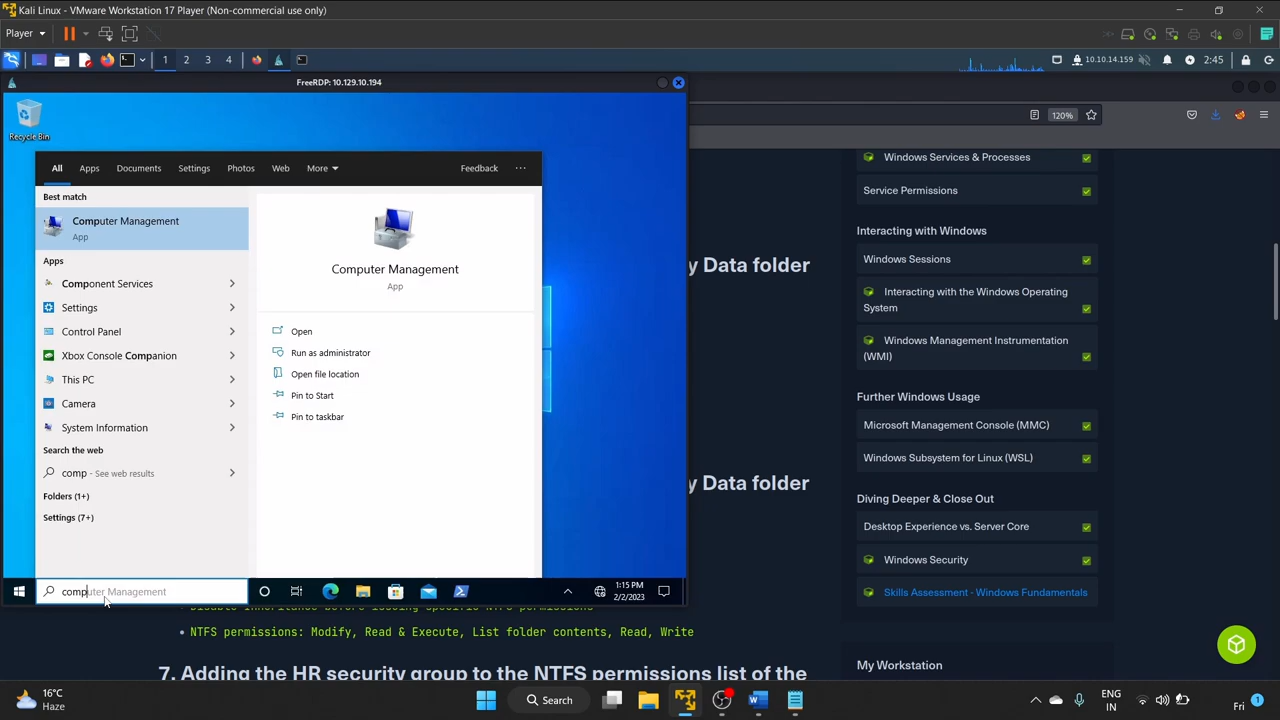 Kali Linux - VMware Workstation 17 Player (Non-commercial use only)
Player
1 2 3 4
10.10.14.159
2:45
FreeRDP: 10.129.10.194
120%
Recycle Bin
All Apps Documents Settings Photos Web More Feedback
Best match
Computer Management
App
Apps
Component Services
Settings
Control Panel
Xbox Console Companion
This PC
Camera
System Information
Search the web
comp - See web results
Folders (1+)
Settings (7+)
Computer Management
App
Open
Run as administrator
Open file location
Pin to Start
Pin to taskbar
computer Management
1:15 PM
2/2/2023
y Data folder
y Data folder
NTFS permissions: Modify, Read & Execute, List folder contents, Read, Write
7. Adding the HR security group to the NTFS permissions list of the
Windows Services & Processes
Service Permissions
Interacting with Windows
Windows Sessions
Interacting with the Windows Operating
System
Windows Management Instrumentation
(WMI)
Further Windows Usage
Microsoft Management Console (MMC)
Windows Subsystem for Linux (WSL)
Diving Deeper & Close Out
Desktop Experience vs. Server Core
Windows Security
Skills Assessment - Windows Fundamentals
My Workstation
16°C
Haze
Search
ENG
IN
Fri
1